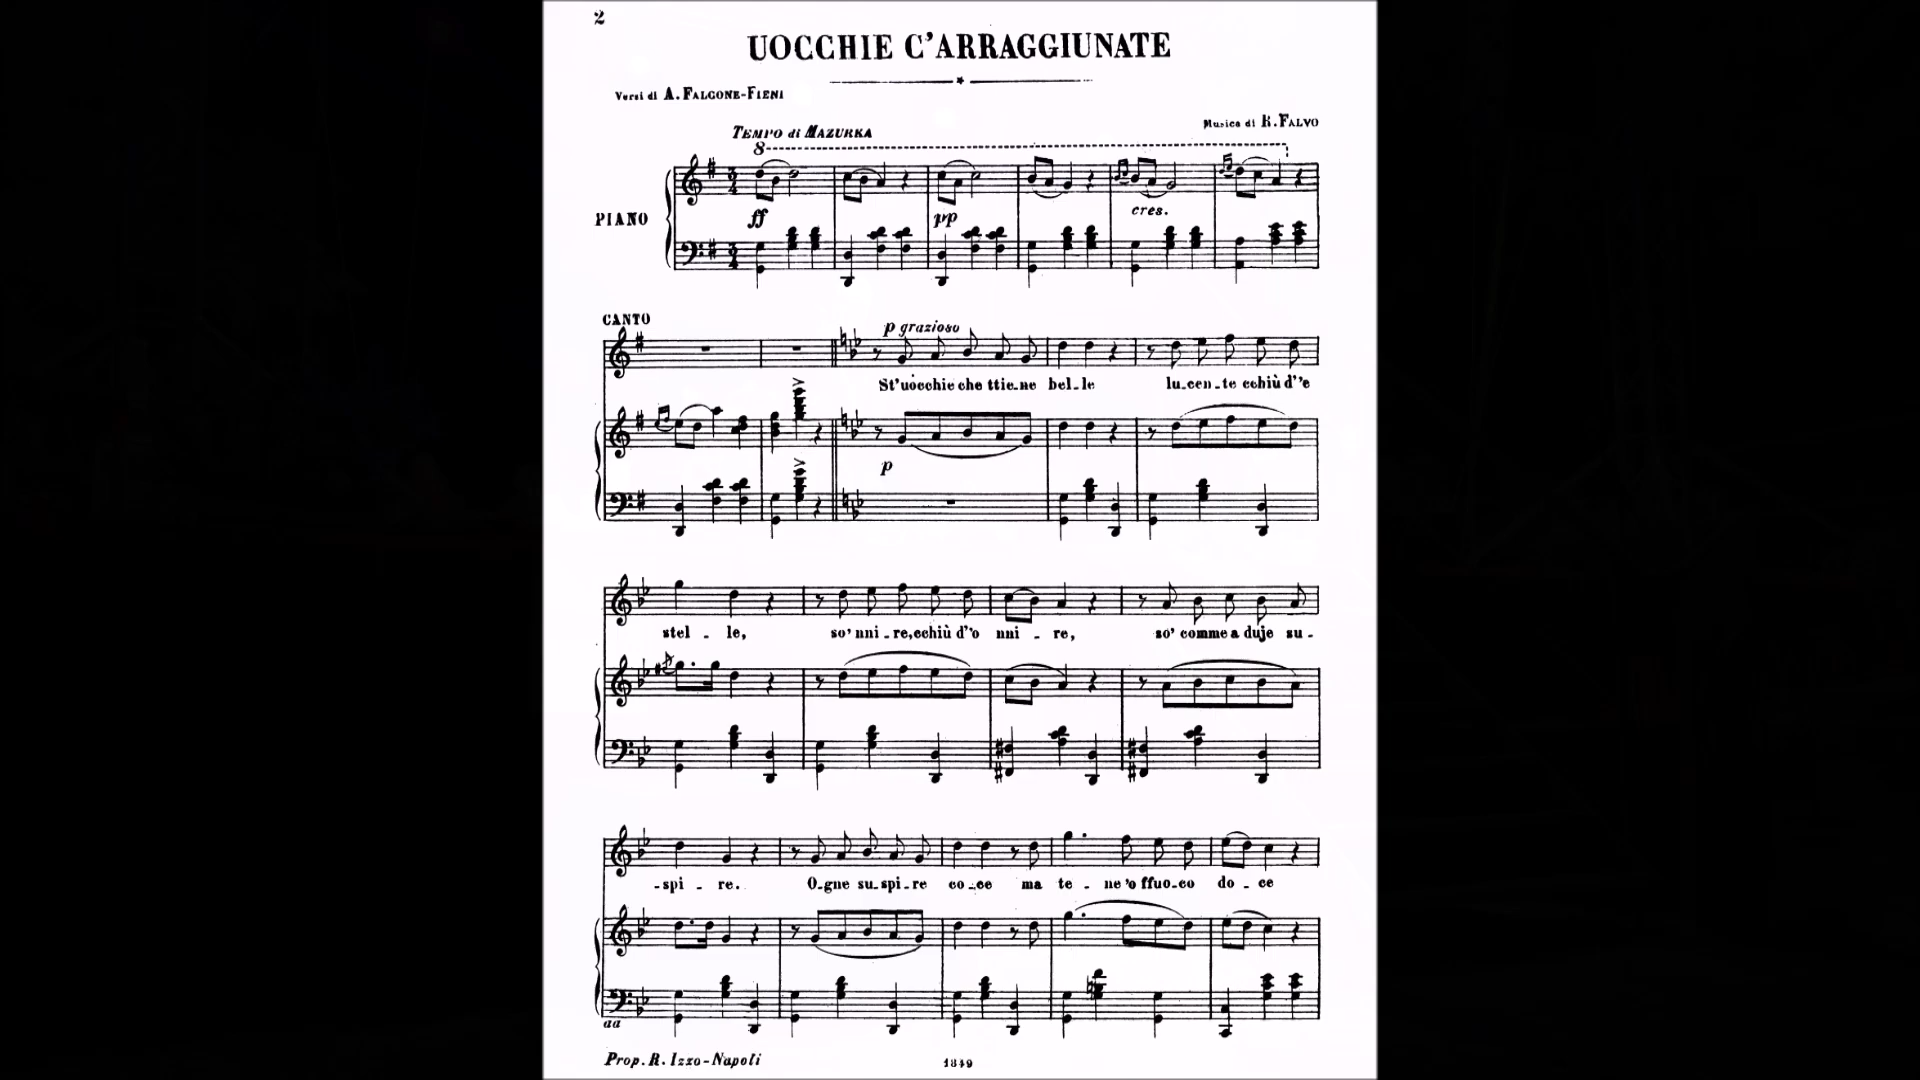 2
UOCCHIE C'ARRAGGIUNATE
Versi di A. FALCONE-FIENI
Musica di R. FALVO
TEMPO di MAZURKA
8
PIANO
ff pp cres.
CANTO
p grazioso
St'uocchie che ttie-ne bel-le lu-cen-te cchiù d''e
p
stel - le, so' nni-re, cchiù d''o nni - re, so' comme a duje su-
-spi - re. O-gne su-spi-re co-ce ma te - ne 'o ffuo-co do - ce
aa
Prop. R. Izzo-Napoli
1849